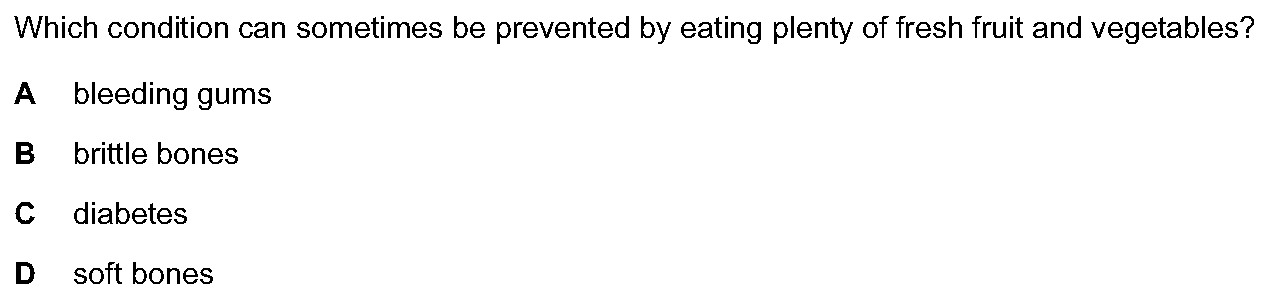 Which condition can sometimes be prevented by eating plenty of fresh fruit and vegetables?
A bleeding gums
B brittle bones
C diabetes
D soft bones